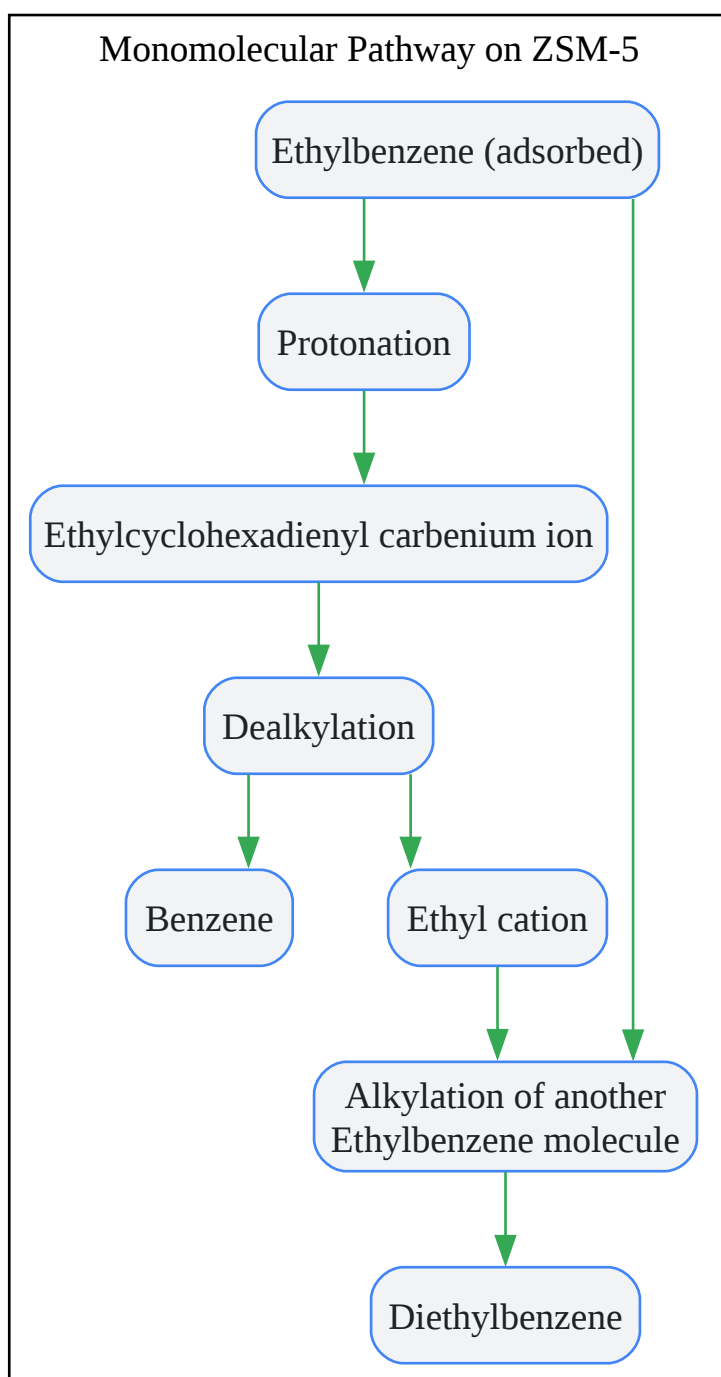 Monomolecular Pathway on ZSM-5
Ethylbenzene (adsorbed)
Protonation
Ethylcyclohexadienyl carbenium ion
Dealkylation
Benzene
Ethyl cation
Alkylation of another
Ethylbenzene molecule
Diethylbenzene